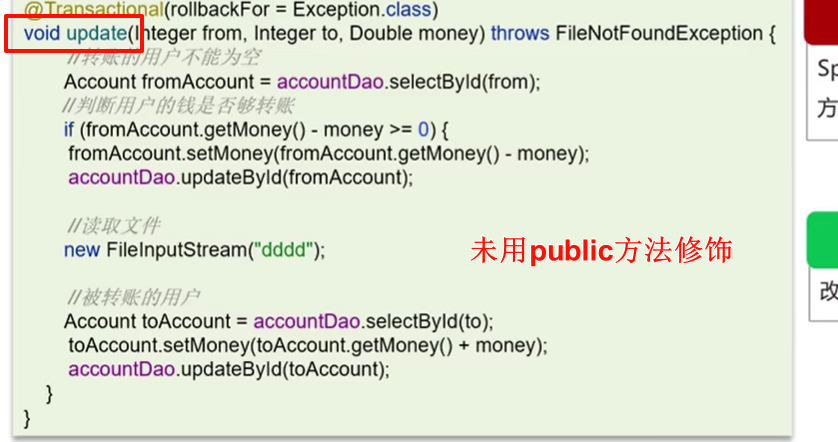 @Transactional(rollbackFor = Exception.class)
void update(Integer from, Integer to, Double money) throws FileNotFoundException {
//转账的用户不能为空
Account fromAccount = accountDao.selectById(from);
//判断用户的钱是否够转账
if (fromAccount.getMoney() - money >= 0) {
fromAccount.setMoney(fromAccount.getMoney() - money);
accountDao.updateById(fromAccount);
//读取文件
new FileInputStream("dddd");
未用public方法修饰
//被转账的用户
Account toAccount = accountDao.selectById(to);
toAccount.setMoney(toAccount.getMoney() + money);
accountDao.updateById(toAccount);
}
}
Sp
方
改